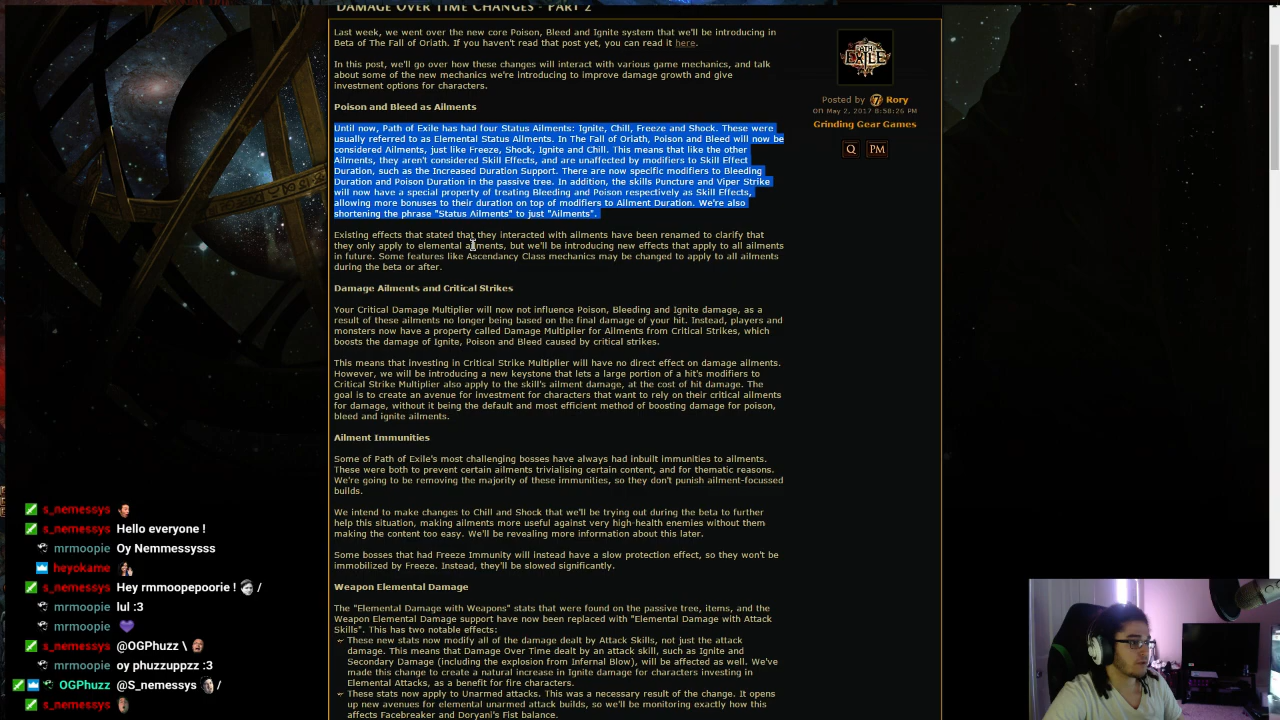 DAMAGE OVER TIME CHANGES - PART 2
Last week, we went over the new core Poison, Bleed and Ignite system that we'll be introducing in
Beta of The Fall of Oriath. If you haven't read that post yet, you can read it here.
In this post, we'll go over how these changes will interact with various game mechanics, and talk
about some of the new mechanics we're introducing to improve damage growth and give
investment options for characters.
Poison and Bleed as Ailments
Until now, Path of Exile has had four Status Ailments: Ignite, Chill, Freeze and Shock. These were
usually referred to as Elemental Status Ailments. In The Fall of Oriath, Poison and Bleed will now be
considered Ailments, just like Freeze, Shock, Ignite and Chill. This means that like the other
Ailments, they aren't considered Skill Effects, and are unaffected by modifiers to Skill Effect
Duration, such as the Increased Duration Support. There are now specific modifiers to Bleeding
Duration and Poison Duration in the passive tree. In addition, the skills Puncture and Viper Strike
will now have a special property of treating Bleeding and Poison respectively as Skill Effects,
allowing more bonuses to their duration on top of modifiers to Ailment Duration. We're also
shortening the phrase "Status Ailments" to just "Ailments".
Existing effects that stated that they interacted with ailments have been renamed to clarify that
they only apply to elemental ailments, but we'll be introducing new effects that apply to all ailments
in future. Some features like Ascendancy Class mechanics may be changed to apply to all ailments
during the beta or after.
Damage Ailments and Critical Strikes
Your Critical Damage Multiplier will now not influence Poison, Bleeding and Ignite damage, as a
result of these ailments no longer being based on the final damage of your hit. Instead, players and
monsters now have a property called Damage Multiplier for Ailments from Critical Strikes, which
boosts the damage of Ignite, Poison and Bleed caused by critical strikes.
This means that investing in Critical Strike Multiplier will have no direct effect on damage ailments.
However, we will be introducing a new keystone that lets a large portion of a hit's modifiers to
Critical Strike Multiplier also apply to the skill's ailment damage, at the cost of hit damage. The
goal is to create an avenue for investment for characters that want to rely on their critical ailments
for damage, without it being the default and most efficient method of boosting damage for poison,
bleed and ignite ailments.
Ailment Immunities
Some of Path of Exile's most challenging bosses have always had inbuilt immunities to ailments.
These were both to prevent certain ailments trivialising certain content, and for thematic reasons.
We're going to be removing the majority of these immunities, so they don't punish ailment-focussed
builds.
We intend to make changes to Chill and Shock that we'll be trying out during the beta to further
help this situation, making ailments more useful against very high-health enemies without them
making the content too easy. We'll be revealing more information about this later.
Some bosses that had Freeze Immunity will instead have a slow protection effect, so they won't be
immobilized by Freeze. Instead, they'll be slowed significantly.
Weapon Elemental Damage
The "Elemental Damage with Weapons" stats that were found on the passive tree, items, and the
Weapon Elemental Damage support have now been replaced with "Elemental Damage with Attack
Skills". This has two notable effects:
These new stats now modify all of the damage dealt by Attack Skills, not just the attack
damage. This means that Damage Over Time dealt by an attack skill, such as Ignite and
Secondary Damage (including the explosion from Infernal Blow), will be affected as well. We've
made this change to create a natural increase in Ignite damage for characters investing in
Elemental Attacks, as a benefit for fire characters.
These stats now apply to Unarmed attacks. This was a necessary result of the change. It opens
up new avenues for elemental unarmed attack builds, so we'll be monitoring exactly how this
affects Facebreaker and Doryani's Fist balance.
EXILE
Posted by Rory
on May 2, 2017 8:58:26 PM
Grinding Gear Games
Q PM
s_nemessys
s_nemessys Hello everyone !
mrmoopie Oy Nemmessysss
heyokame
s_nemessys Hey rmmoopepoorie ! /
mrmoopie lul :3
mrmoopie
s_nemessys @OGPhuzz \
mrmoopie oy phuzzuppzz :3
OGPhuzz @S_nemessys /
s_nemessys